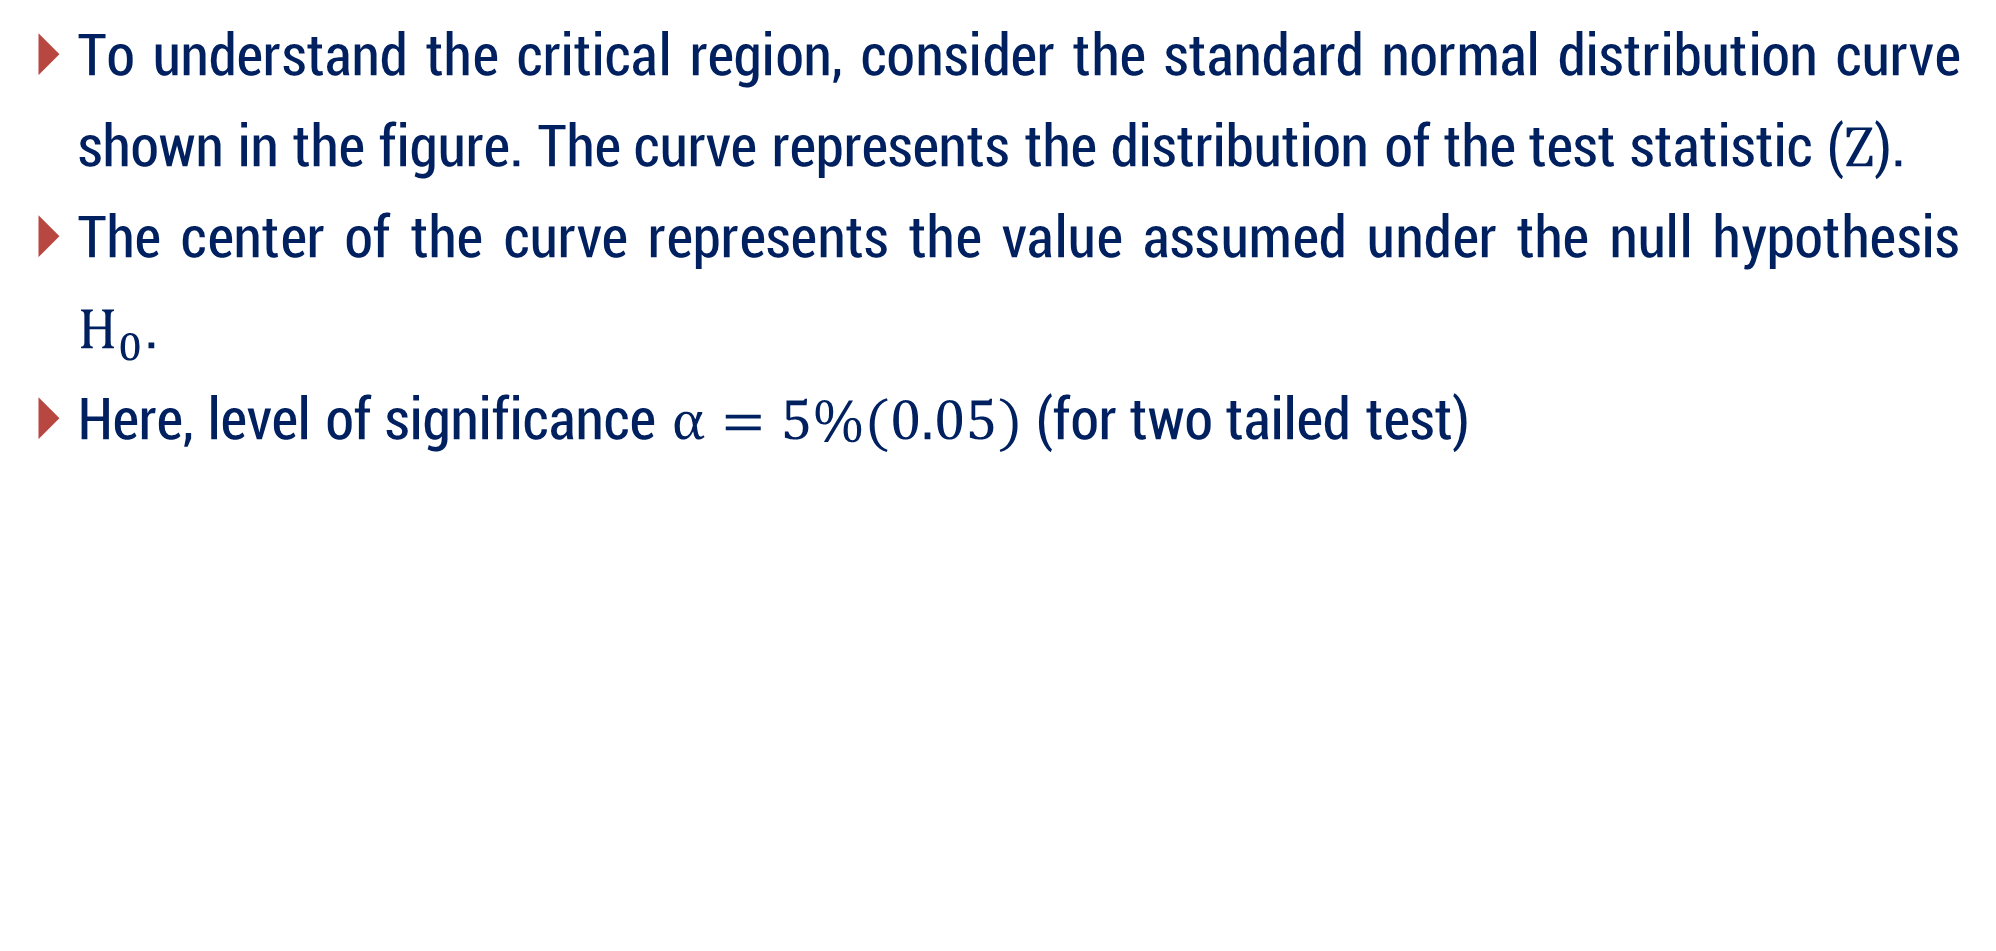 To understand the critical region, consider the standard normal distribution curve
shown in the figure. The curve represents the distribution of the test statistic (Z).
The center of the curve represents the value assumed under the null hypothesis
H₀.
Here, level of significance α = 5%(0.05) (for two tailed test)